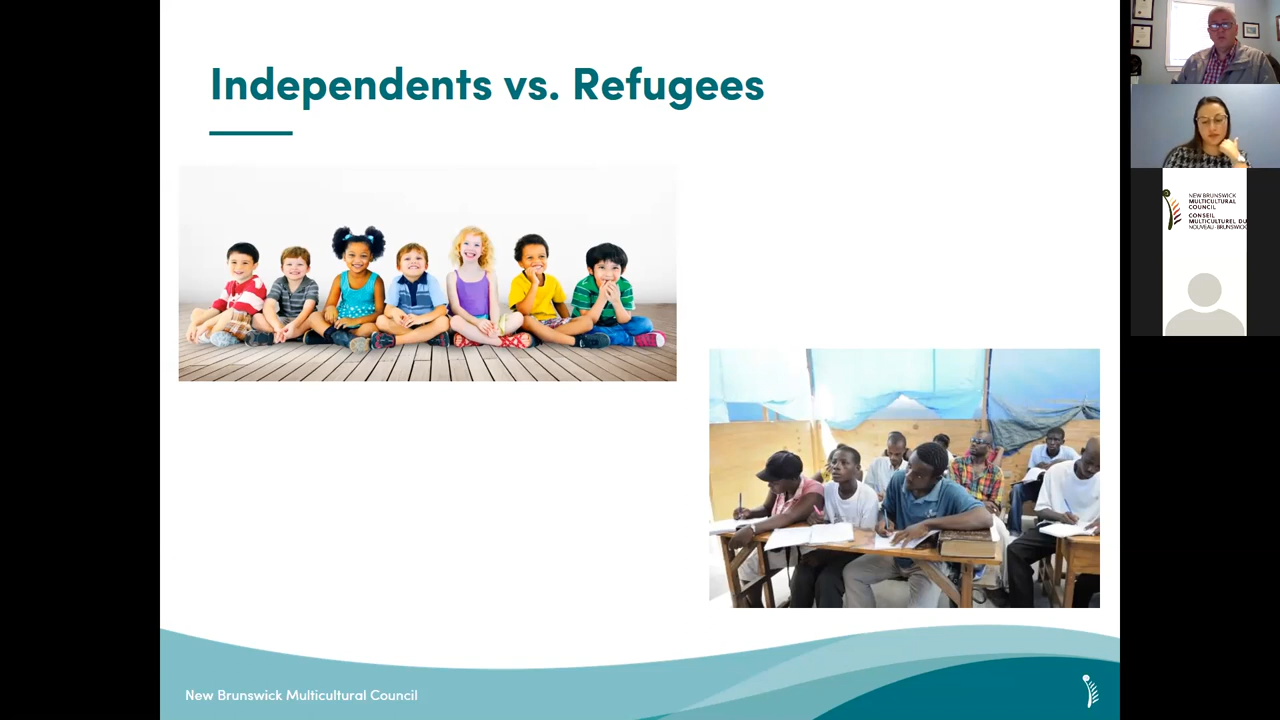 Independents vs. Refugees
NEW BRUNSWICK
MULTICULTURAL
COUNCIL
CONSEIL
MULTICULTUREL DU
NOUVEAU-BRUNSWICK
New Brunswick Multicultural Council